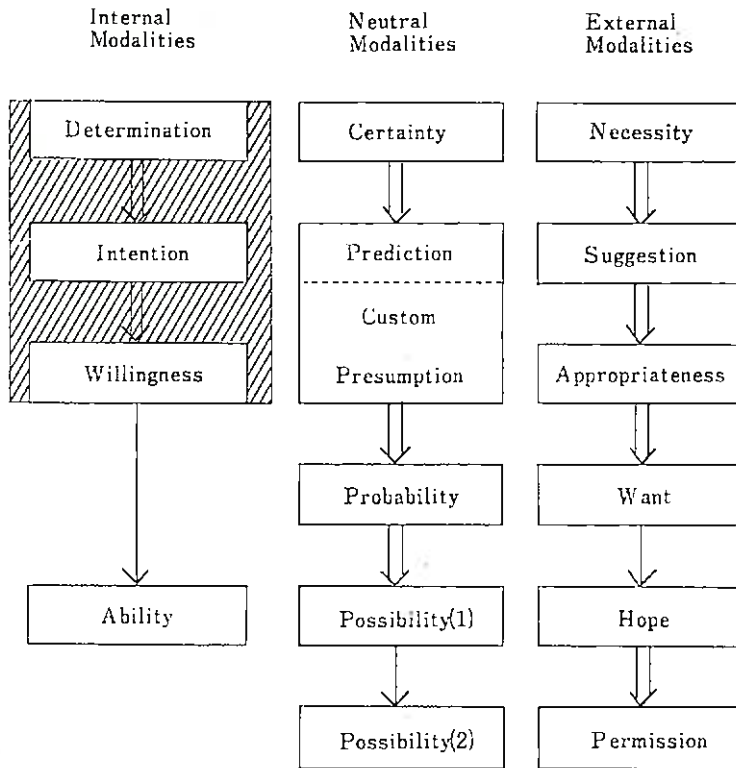 Internal
Modalities
Neutral
Modalities
External
Modalities
Determination
Certainty
Necessity
Intention
Prediction
Suggestion
Custom
Willingness
Presumption
Appropriateness
Probability
Want
Ability
Possibility(1)
Hope
Possibility(2)
Permission